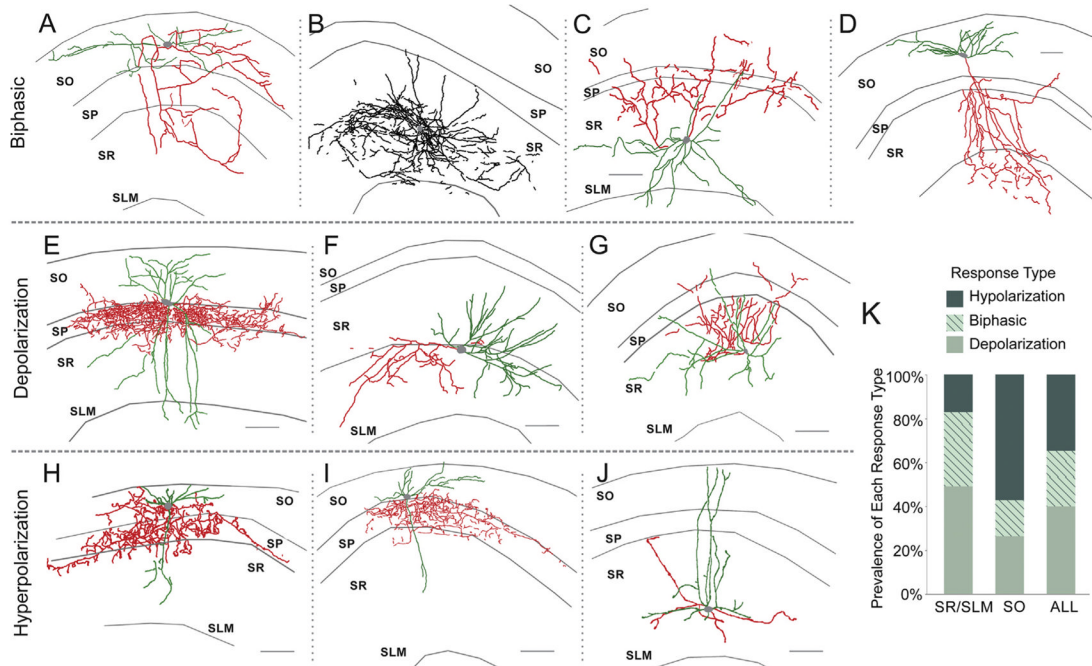 A
SO
SP
SR
SLM
Biphasic
B
SO
SP
SR
C
SO
SP
SR
SLM
D
SO
SP
SR
SLM
E
SO
SP
SR
SLM
Depolarization
F
SO
SP
SR
SLM
G
SO
SP
SR
SLM
H
SO
SP
SR
SLM
Hyperpolarization
I
SO
SP
SR
SLM
J
SO
SP
SR
SLM
K
Response Type
Hypolarization
Biphasic
Depolarization
Prevalence of Each Response Type
100%
80%
60%
40%
20%
0%
SR/SLM SO ALL